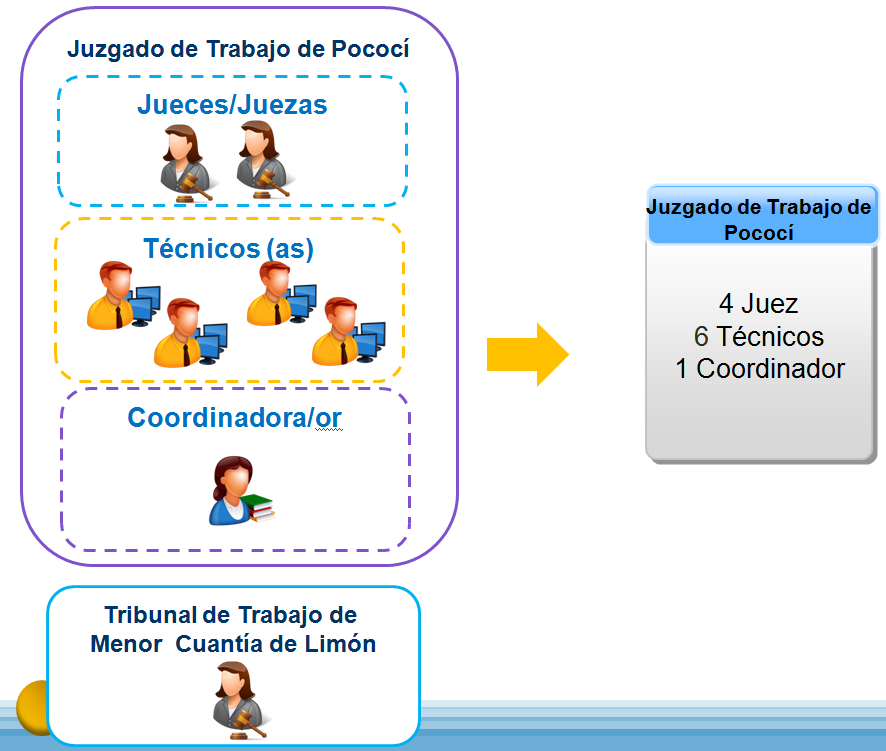 Juzgado de Trabajo de Pococí
Jueces/Juezas
Técnicos (as)
Coordinadora/or
Tribunal de Trabajo de
Menor Cuantía de Limón
Juzgado de Trabajo de
Pococí
4 Juez
6 Técnicos
1 Coordinador